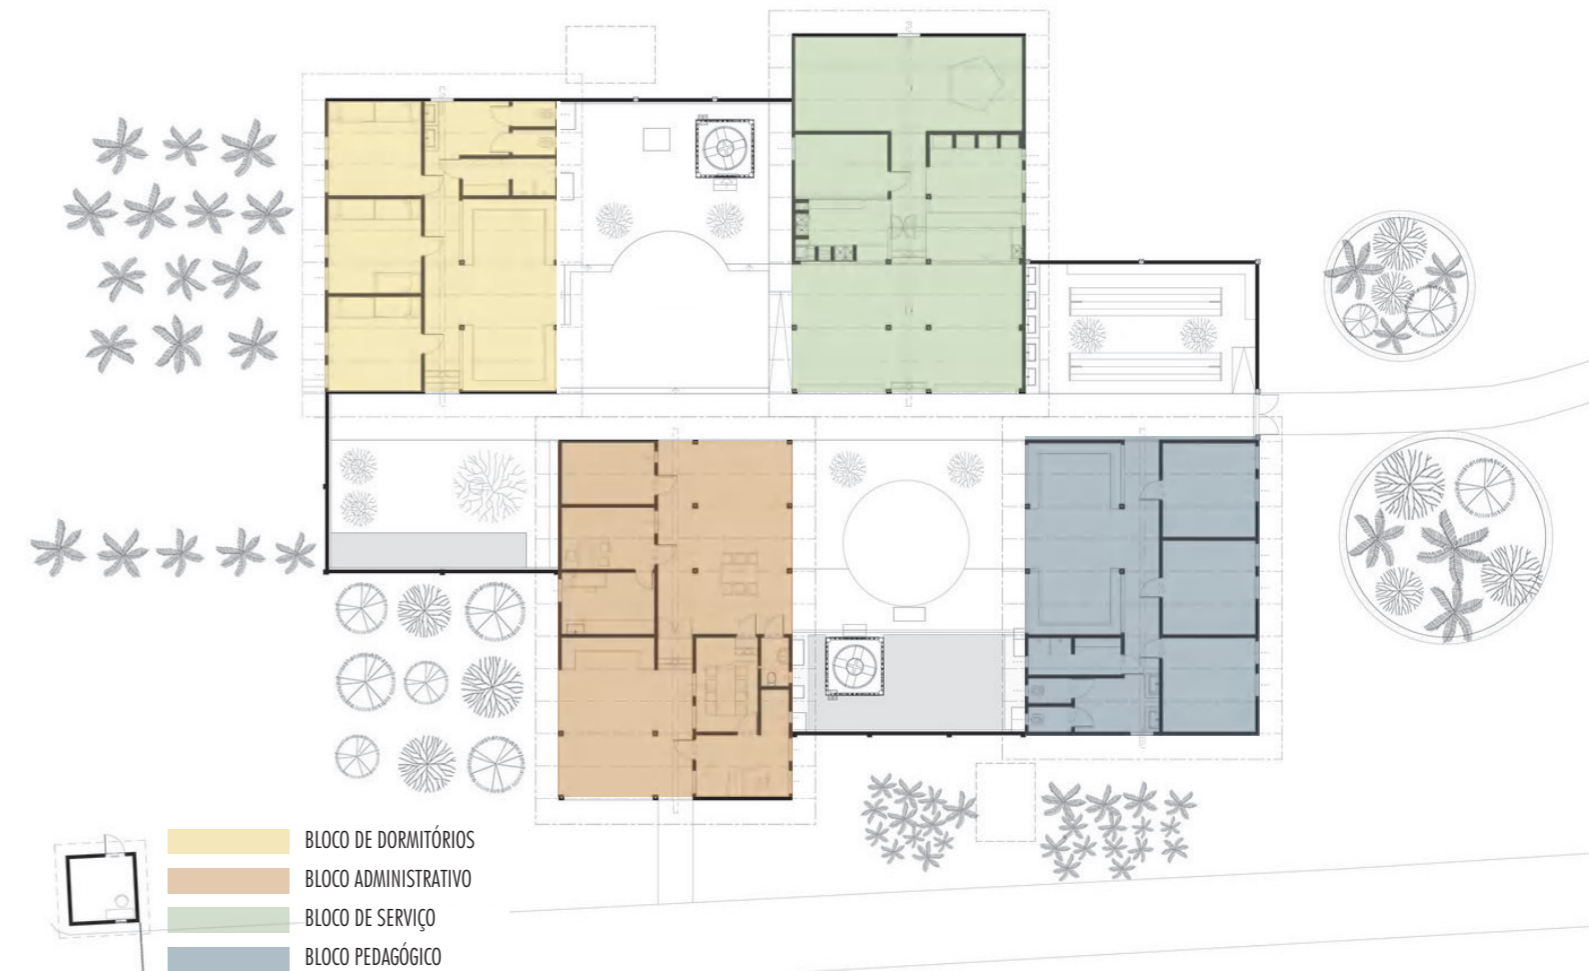 BLOCO DE DORMITÓRIOS
BLOCO ADMINISTRATIVO
BLOCO DE SERVIÇO
BLOCO PEDAGÓGICO